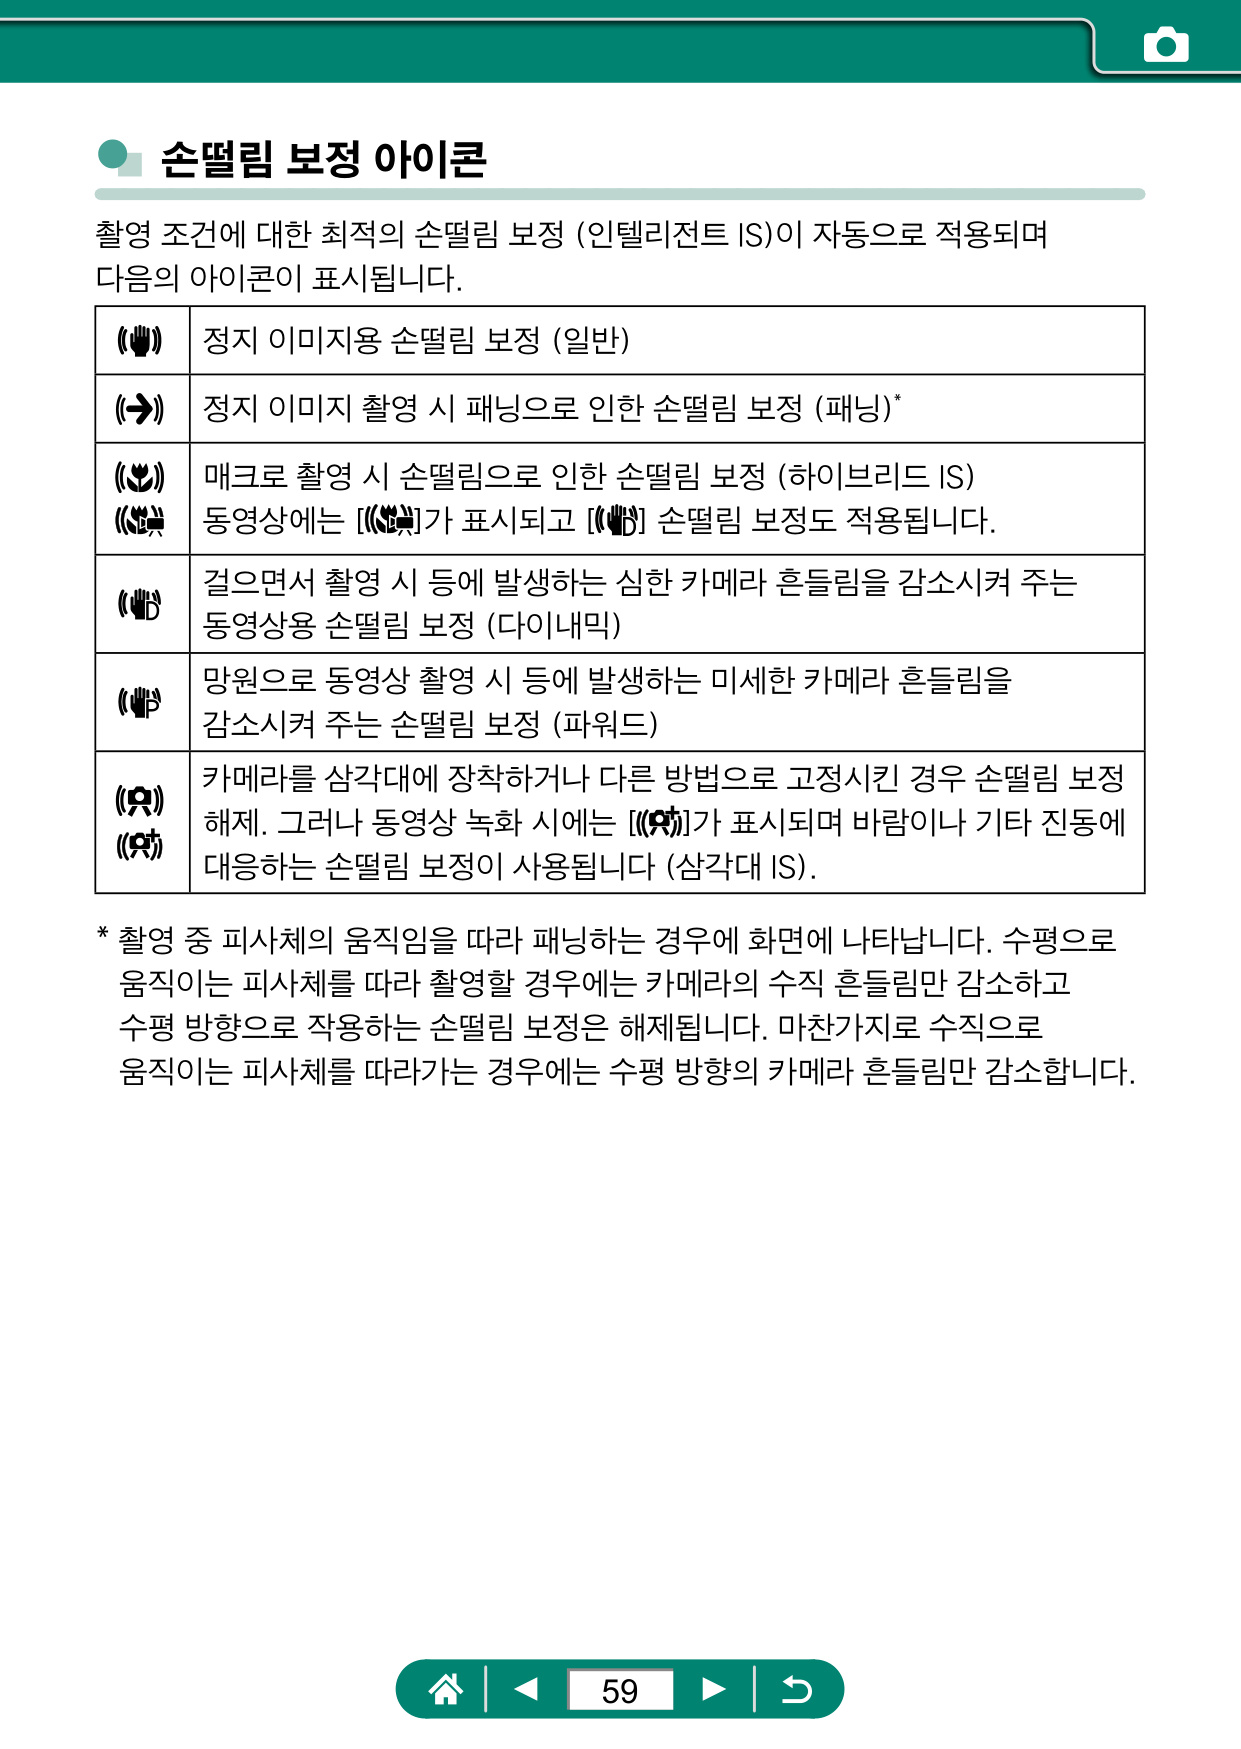 손떨림 보정 아이콘
촬영 조건에 대한 최적의 손떨림 보정 (인텔리전트 IS)이 자동으로 적용되며
다음의 아이콘이 표시됩니다.
정지 이미지용 손떨림 보정 (일반)
정지 이미지 촬영 시 패닝으로 인한 손떨림 보정 (패닝)*
매크로 촬영 시 손떨림으로 인한 손떨림 보정 (하이브리드 IS)
동영상에는 []가 표시되고 [] 손떨림 보정도 적용됩니다.
걸으면서 촬영 시 등에 발생하는 심한 카메라 흔들림을 감소시켜 주는
동영상용 손떨림 보정 (다이내믹)
망원으로 동영상 촬영 시 등에 발생하는 미세한 카메라 흔들림을
감소시켜 주는 손떨림 보정 (파워드)
카메라를 삼각대에 장착하거나 다른 방법으로 고정시킨 경우 손떨림 보정
해제. 그러나 동영상 녹화 시에는 []가 표시되며 바람이나 기타 진동에
대응하는 손떨림 보정이 사용됩니다 (삼각대 IS).
* 촬영 중 피사체의 움직임을 따라 패닝하는 경우에 화면에 나타납니다. 수평으로
움직이는 피사체를 따라 촬영할 경우에는 카메라의 수직 흔들림만 감소하고
수평 방향으로 작용하는 손떨림 보정은 해제됩니다. 마찬가지로 수직으로
움직이는 피사체를 따라가는 경우에는 수평 방향의 카메라 흔들림만 감소합니다.
59